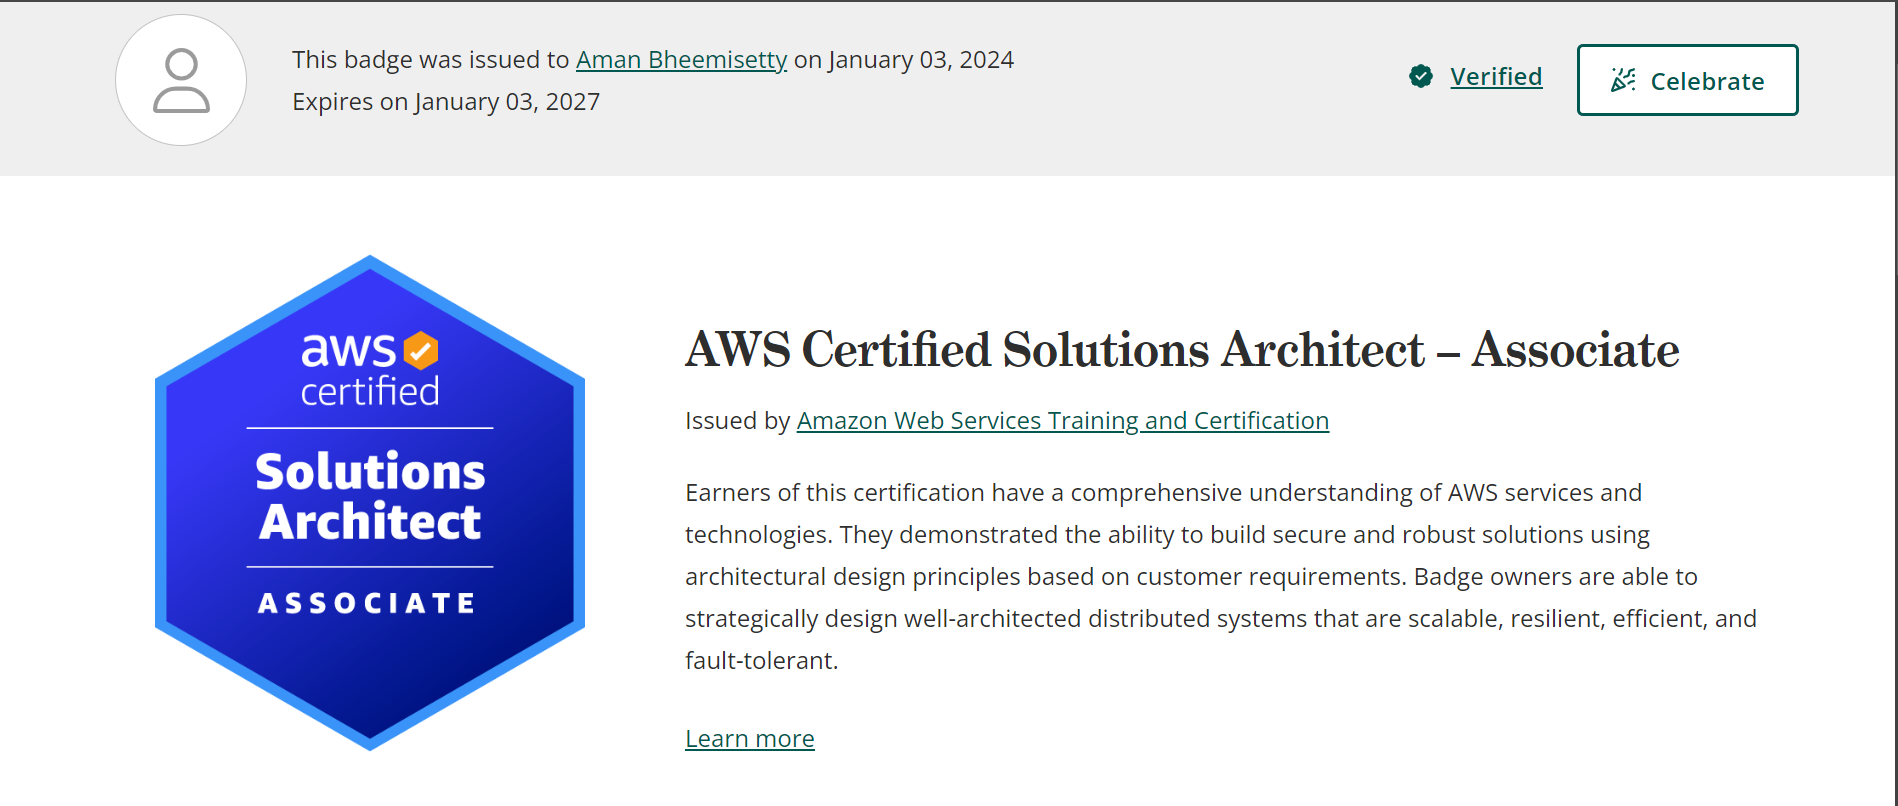 This badge was issued to Aman Bheemisetty on January 03, 2024
Expires on January 03, 2027
Verified
Celebrate
aws
certified
Solutions
Architect
ASSOCIATE
AWS Certified Solutions Architect – Associate
Issued by Amazon Web Services Training and Certification
Earners of this certification have a comprehensive understanding of AWS services and
technologies. They demonstrated the ability to build secure and robust solutions using
architectural design principles based on customer requirements. Badge owners are able to
strategically design well-architected distributed systems that are scalable, resilient, efficient, and
fault-tolerant.
Learn more